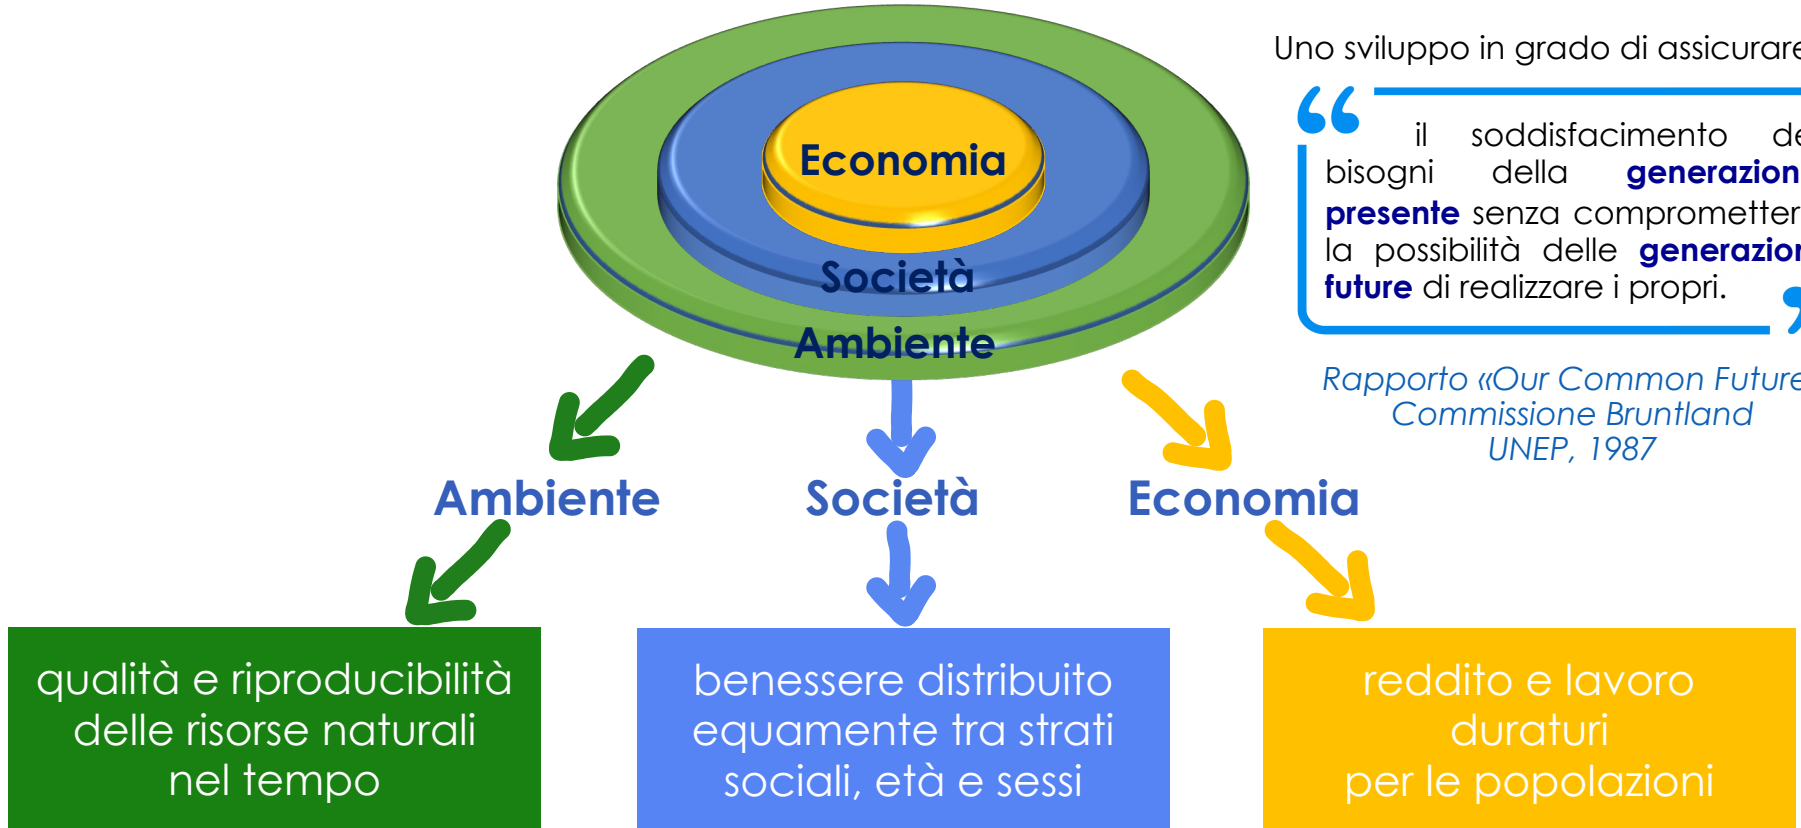 Economia
Società
Ambiente
Uno sviluppo in grado di assicurare
“ il soddisfacimento de
bisogni della generazion
presente senza compromettere
la possibilità delle generazion
future di realizzare i propri. ”
Rapporto «Our Common Future
Commissione Bruntland
UNEP, 1987
Ambiente
Società
Economia
qualità e riproducibilità
delle risorse naturali
nel tempo
benessere distribuito
equamente tra strati
sociali, età e sessi
reddito e lavoro
duraturi
per le popolazioni